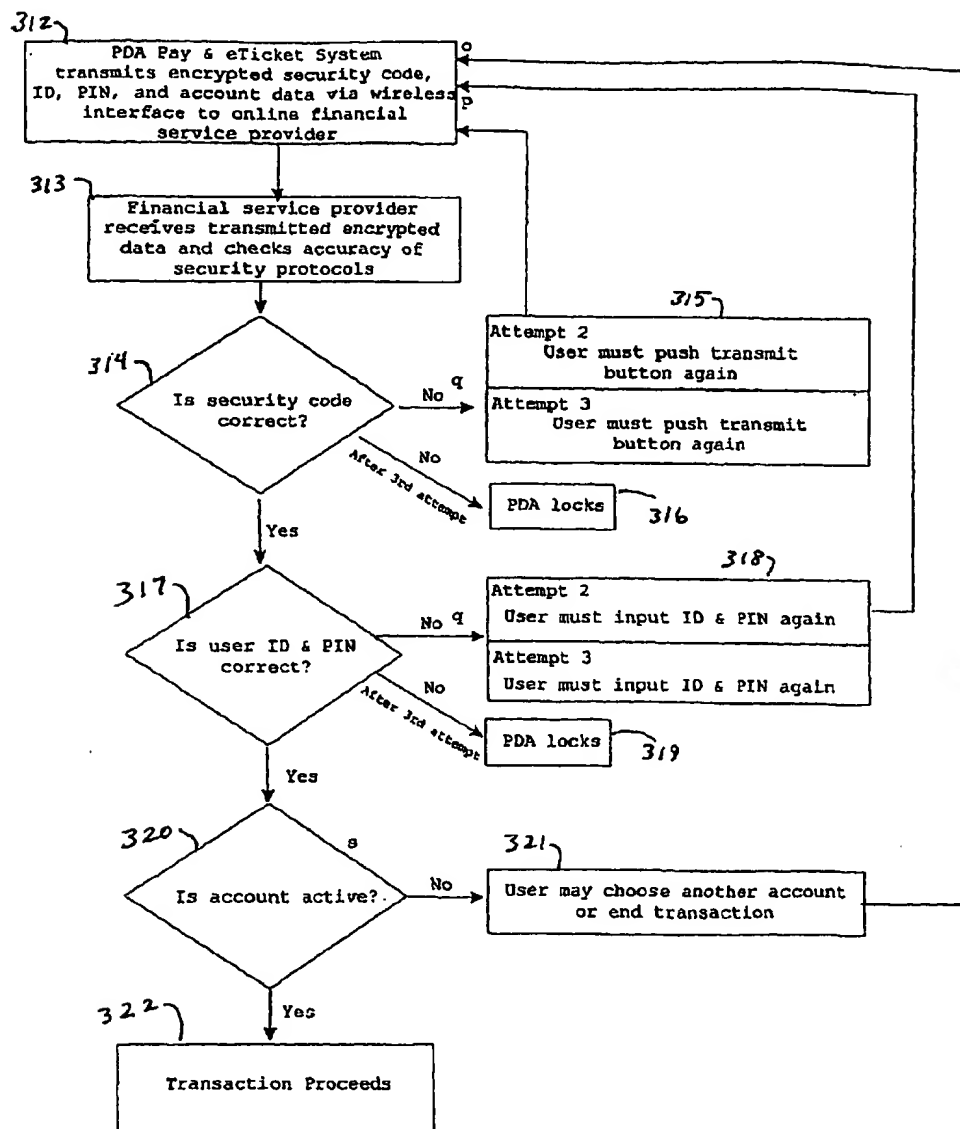 312
PDA Pay & eTicket System
transmits encrypted security code,
ID, PIN, and account data via wireless
interface to online financial
service provider
o
p
313
Financial service provider
receives transmitted encrypted
data and checks accuracy of
security protocols
314
Is security code
correct?
No q
315
Attempt 2
User must push transmit
button again
Attempt 3
User must push transmit
button again
No
After 3rd attempt
PDA locks
316
Yes
317
Is user ID & PIN
correct?
No q
318
Attempt 2
User must input ID & PIN again
Attempt 3
User must input ID & PIN again
No
After 3rd attempt
PDA locks
319
Yes
320
s
Is account active?
No
321
User may choose another account
or end transaction
Yes
322
Transaction Proceeds